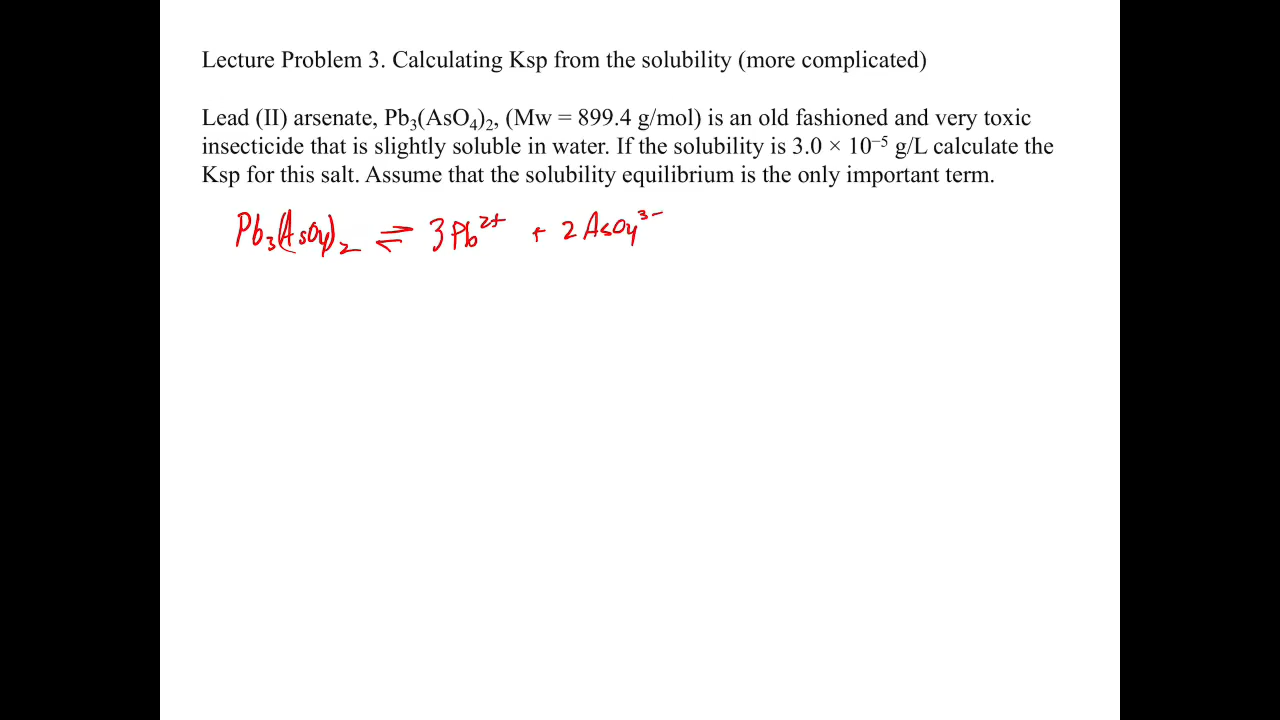 Lecture Problem 3. Calculating Ksp from the solubility (more complicated)
Lead (II) arsenate, Pb₃(AsO₄)₂, (Mw = 899.4 g/mol) is an old fashioned and very toxic
insecticide that is slightly soluble in water. If the solubility is 3.0 × 10⁻⁵ g/L calculate the
Ksp for this salt. Assume that the solubility equilibrium is the only important term.
Pb₃(AsO₄)₂ ⇌ 3Pb²⁺ + 2AsO₄³⁻